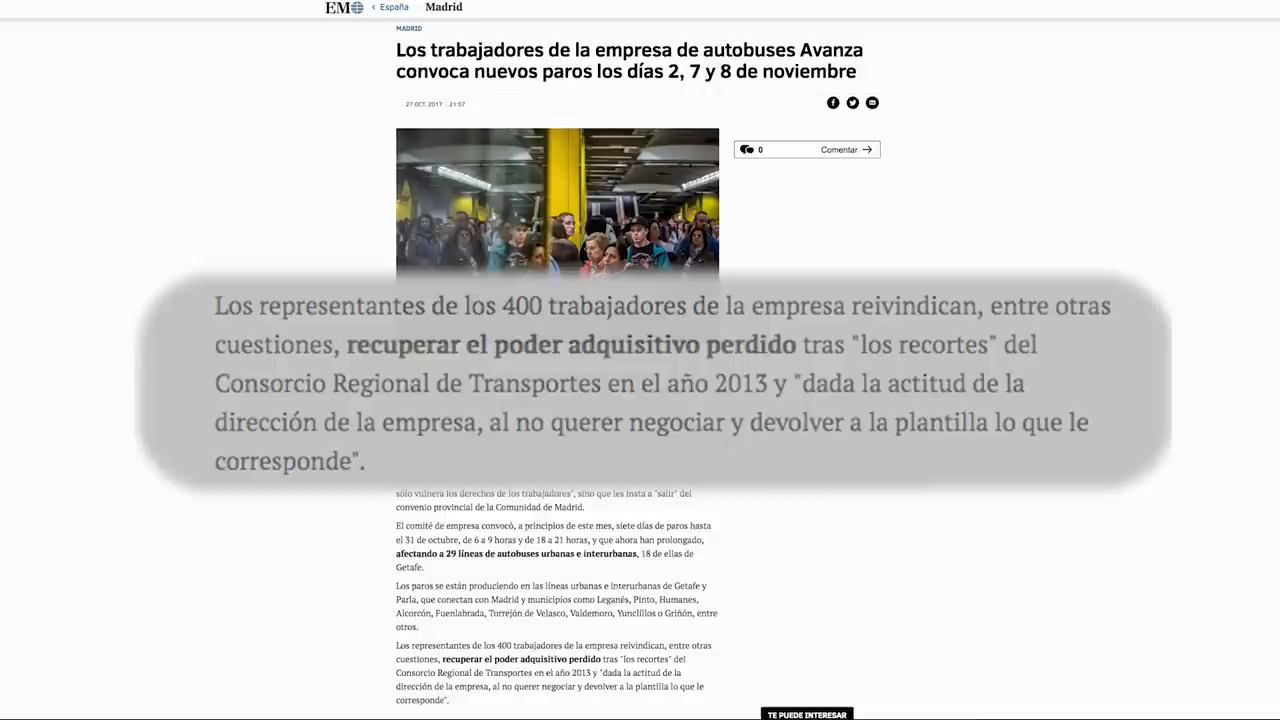 EM
‹ España
Madrid
MADRID
Los trabajadores de la empresa de autobuses Avanza
convoca nuevos paros los días 2, 7 y 8 de noviembre
27 OCT. 2017 | 21:07
0 Comentar →
Los representantes de los 400 trabajadores de la empresa reivindican, entre otras
cuestiones, recuperar el poder adquisitivo perdido tras "los recortes" del
Consorcio Regional de Transportes en el año 2013 y "dada la actitud de la
dirección de la empresa, al no querer negociar y devolver a la plantilla lo que le
corresponde".
sólo vulnera los derechos de los trabajadores", sino que les insta a "salir" del
convenio provincial de la Comunidad de Madrid.
El comité de empresa convocó, a principios de este mes, siete días de paros hasta
el 31 de octubre, de 6 a 9 horas y de 18 a 21 horas, y que ahora han prolongado,
afectando a 29 líneas de autobuses urbanas e interurbanas, 18 de ellas de
Getafe.
Los paros se están produciendo en las líneas urbanas e interurbanas de Getafe y
Parla, que conectan con Madrid y municipios como Leganés, Pinto, Humanes,
Alcorcón, Fuenlabrada, Torrejón de Velasco, Valdemoro, Yunclillos o Griñón, entre
otros.
Los representantes de los 400 trabajadores de la empresa reivindican, entre otras
cuestiones, recuperar el poder adquisitivo perdido tras "los recortes" del
Consorcio Regional de Transportes en el año 2013 y "dada la actitud de la
dirección de la empresa, al no querer negociar y devolver a la plantilla lo que le
corresponde".
TE PUEDE INTERESAR